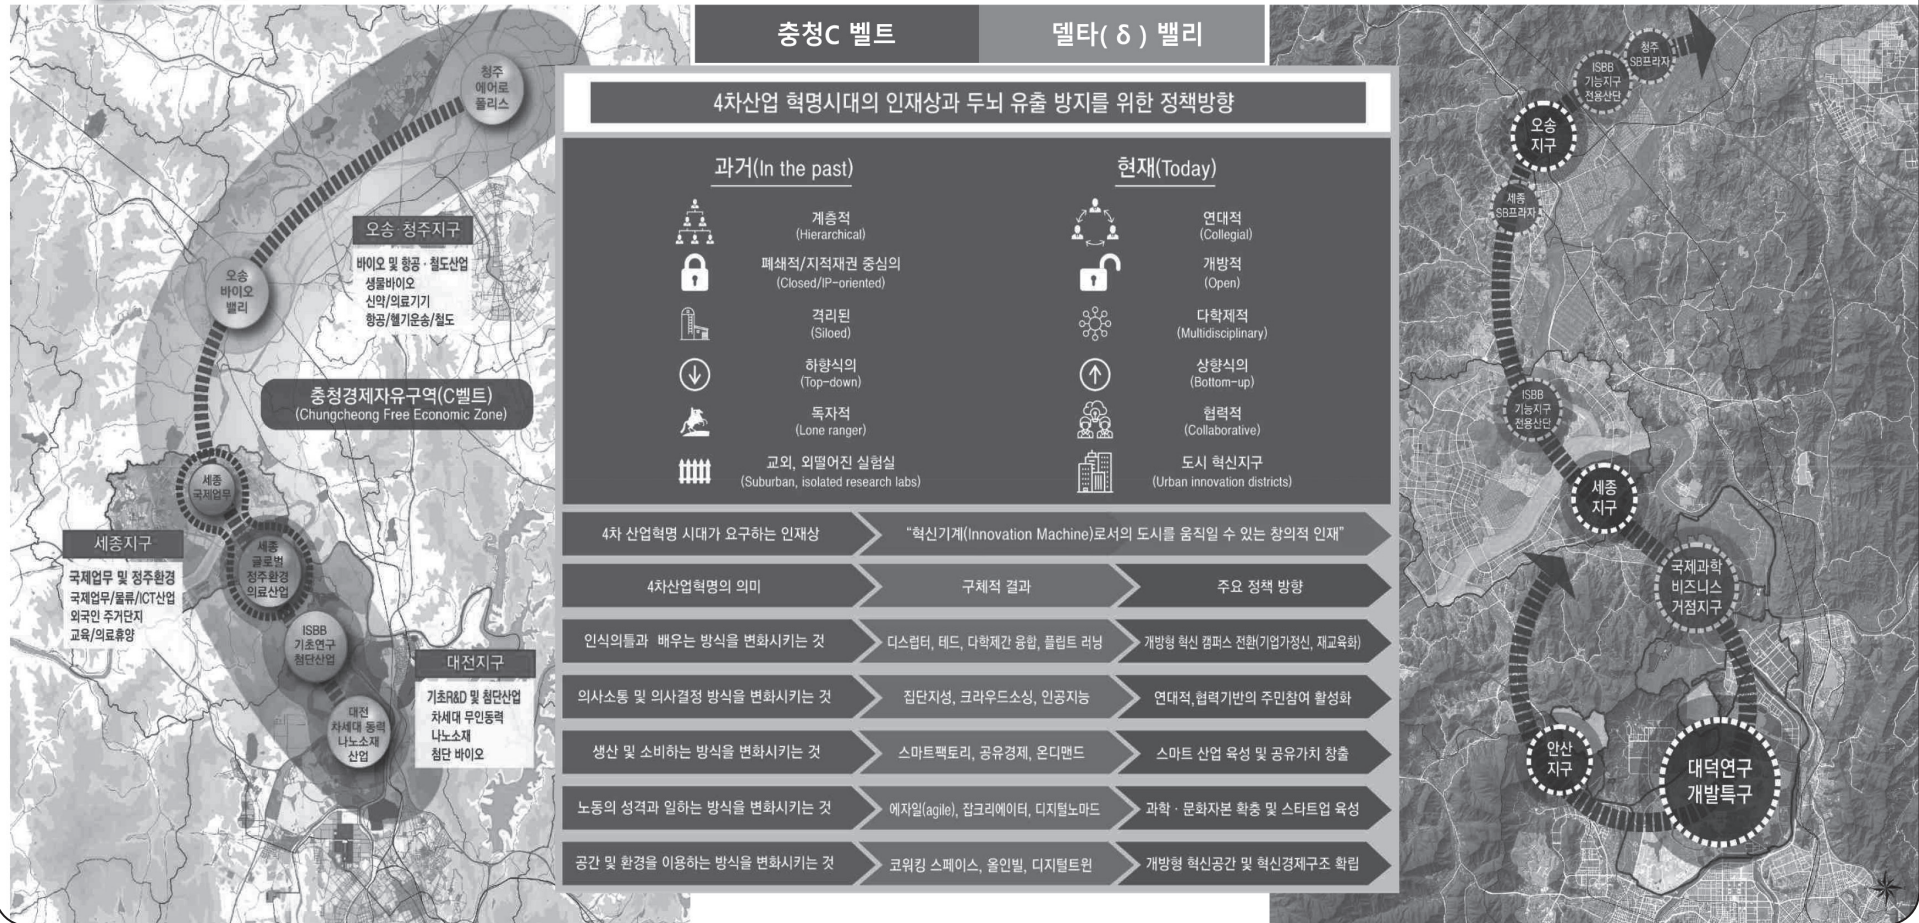 충청C 벨트
델타( δ ) 밸리
청주
에어로
폴리스
오송 청주지구
바이오 및 항공·철도산업
생물바이오
신약/의료기기
항공/헬기운송/철도
오송
바이오
밸리
충청경제자유구역(C벨트)
(Chungcheong Free Economic Zone)
세종
국제업무
세종지구
국제업무 및 정주환경
국제업무/물류/ICT산업
외국인 주거단지
교육/의료휴양
세종
글로벌
정주환경
의료산업
ISBB
기초연구
첨단산업
대전지구
기초R&D 및 첨단산업
차세대 무인동력
나노소재
첨단 바이오
대전
차세대 동력
나노소재
산업
4차산업 혁명시대의 인재상과 두뇌 유출 방지를 위한 정책방향
과거(In the past)
현재(Today)
계층적
(Hierarchical)
연대적
(Collegial)
폐쇄적/지적재권 중심의
(Closed/IP-oriented)
개방적
(Open)
격리된
(Siloed)
다학제적
(Multidisciplinary)
하향식의
(Top-down)
상향식의
(Bottom-up)
독자적
(Lone ranger)
협력적
(Collaborative)
교외, 외떨어진 실험실
(Suburban, isolated research labs)
도시 혁신지구
(Urban innovation districts)
4차 산업혁명 시대가 요구하는 인재상
“혁신기계(Innovation Machine)로서의 도시를 움직일 수 있는 창의적 인재”
4차산업혁명의 의미
구체적 결과
주요 정책 방향
인식의틀과 배우는 방식을 변화시키는 것
디스럽터, 테드, 다학제간 융합, 플립트 러닝
개방형 혁신 캠퍼스 전환(기업가정신, 재교육화)
의사소통 및 의사결정 방식을 변화시키는 것
집단지성, 크라우드소싱, 인공지능
연대적,협력기반의 주민참여 활성화
생산 및 소비하는 방식을 변화시키는 것
스마트팩토리, 공유경제, 온디맨드
스마트 산업 육성 및 공유가치 창출
노동의 성격과 일하는 방식을 변화시키는 것
에자일(agile), 잡크리에이터, 디지털노마드
과학·문화자본 확충 및 스타트업 육성
공간 및 환경을 이용하는 방식을 변화시키는 것
코워킹 스페이스, 올인빌, 디지털트윈
개방형 혁신공간 및 혁신경제구조 확립
청주
SB프라자
ISBB
기능지구
전용산단
오송
지구
세종
SB프라자
ISBB
기능지구
전용산단
세종
지구
국제과학
비즈니스
거점지구
안산
지구
대덕연구
개발특구